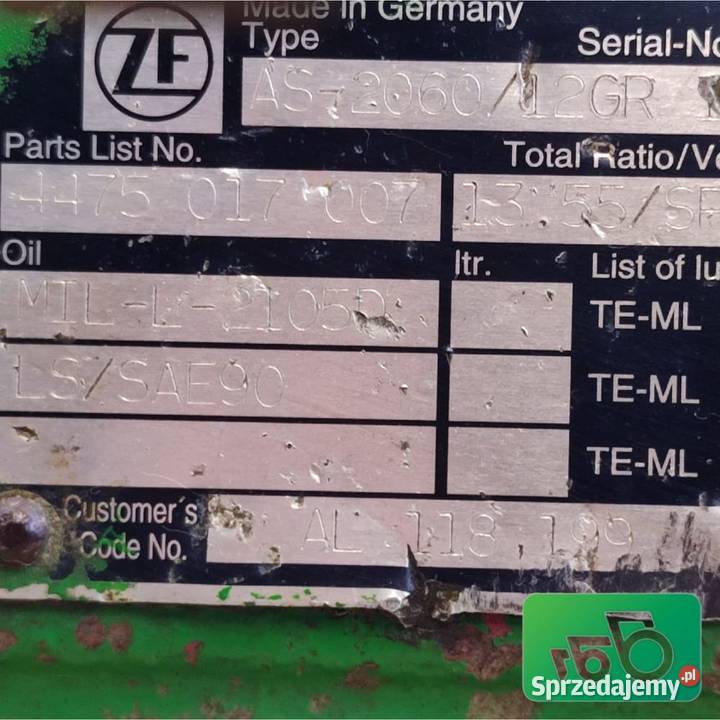 ZF
Made in Germany
Type Serial-No
AS-2060/12GR
Parts List No. Total Ratio/Ve
4475 017 007 13.55/SP
Oil ltr. List of lu
MIL-L-2105D TE-ML
LS/SAE90 TE-ML
TE-ML
Customer's
Code No. AL 118 199
Sprzedajemy.pl